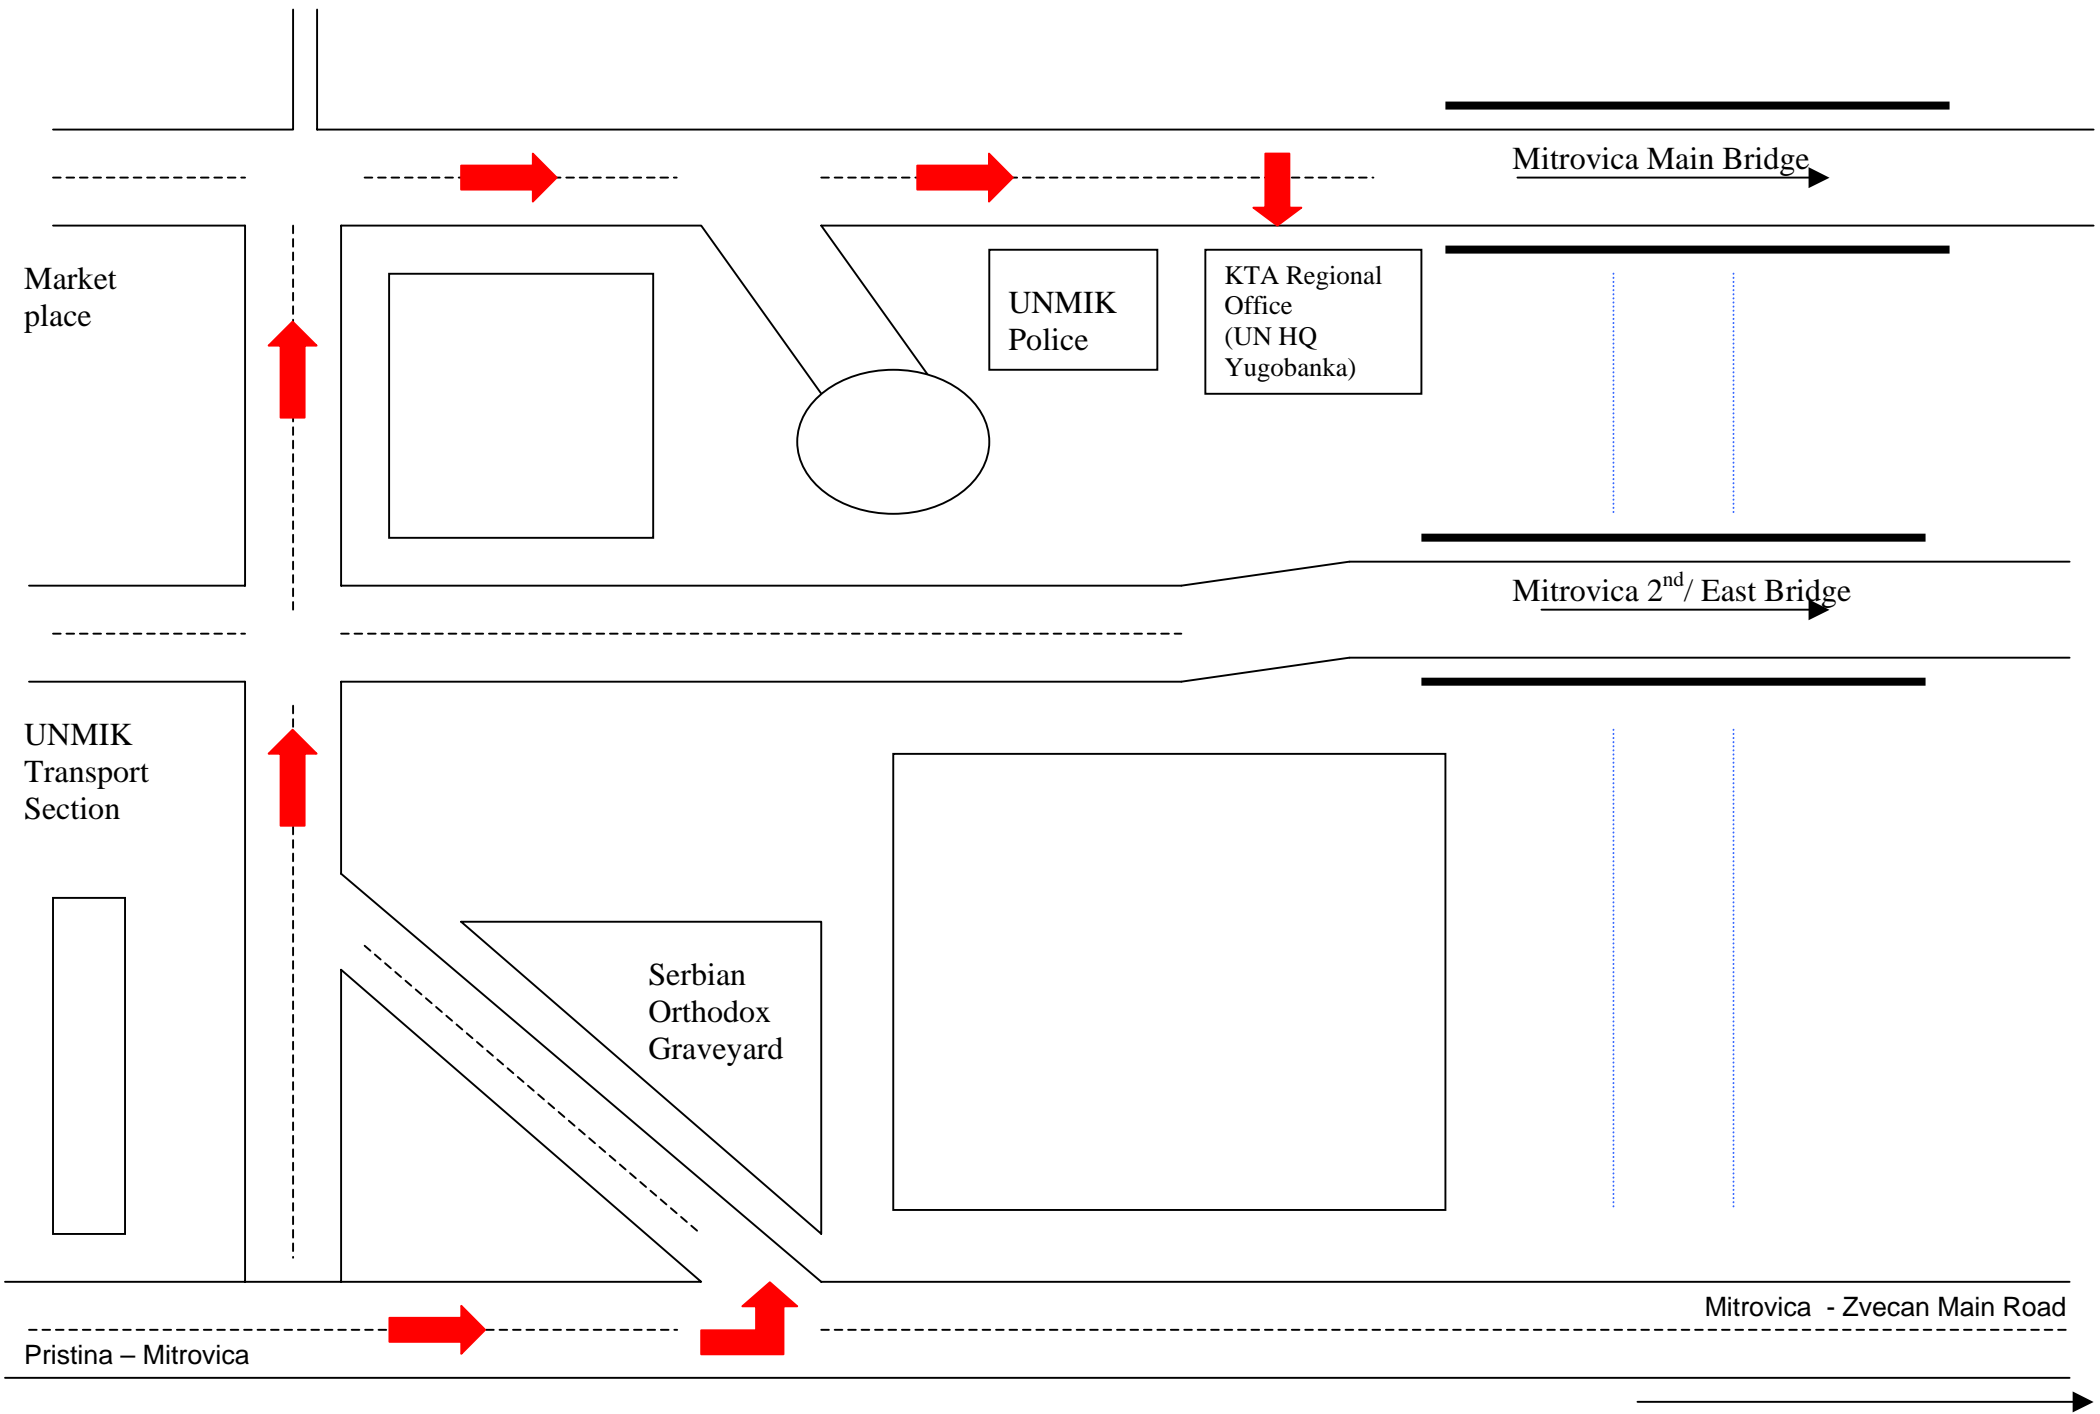 Mitrovica Main Bridge
Market
place
UNMIK
Police
KTA Regional
Office
(UN HQ
Yugobanka)
Mitrovica 2nd/ East Bridge
UNMIK
Transport
Section
Serbian
Orthodox
Graveyard
Mitrovica - Zvecan Main Road
Pristina – Mitrovica